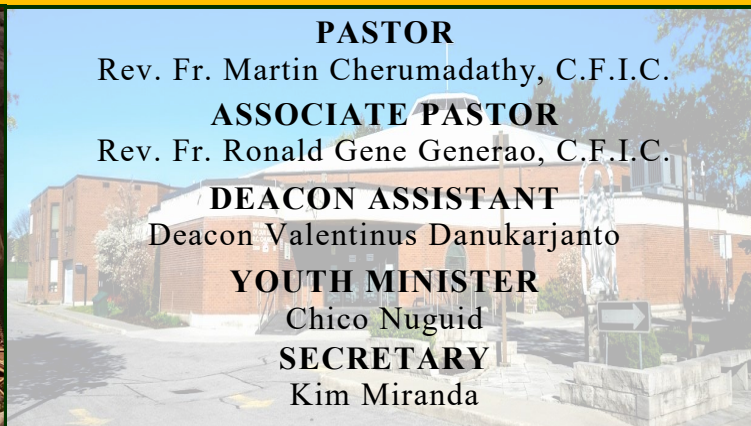 PASTOR
Rev. Fr. Martin Cherumadathy, C.F.I.C.
ASSOCIATE PASTOR
Rev. Fr. Ronald Gene Generao, C.F.I.C.
DEACON ASSISTANT
Deacon Valentinus Danukarjanto
YOUTH MINISTER
Chico Nuguid
SECRETARY
Kim Miranda